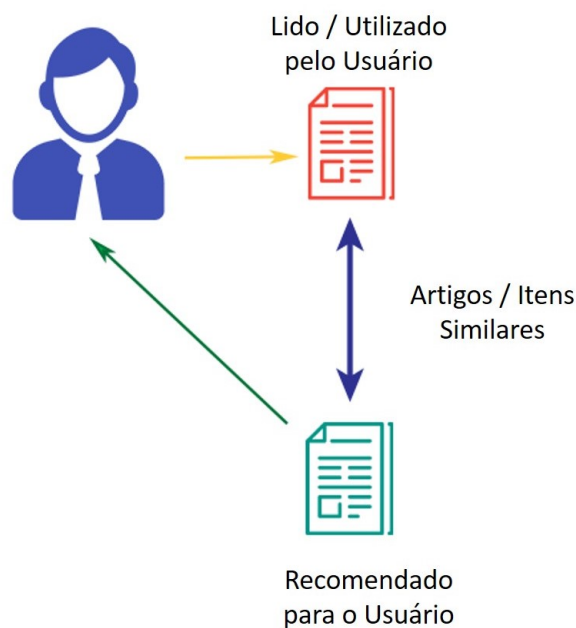 Lido / Utilizado
pelo Usuário
Artigos / Itens
Similares
Recomendado
para o Usuário